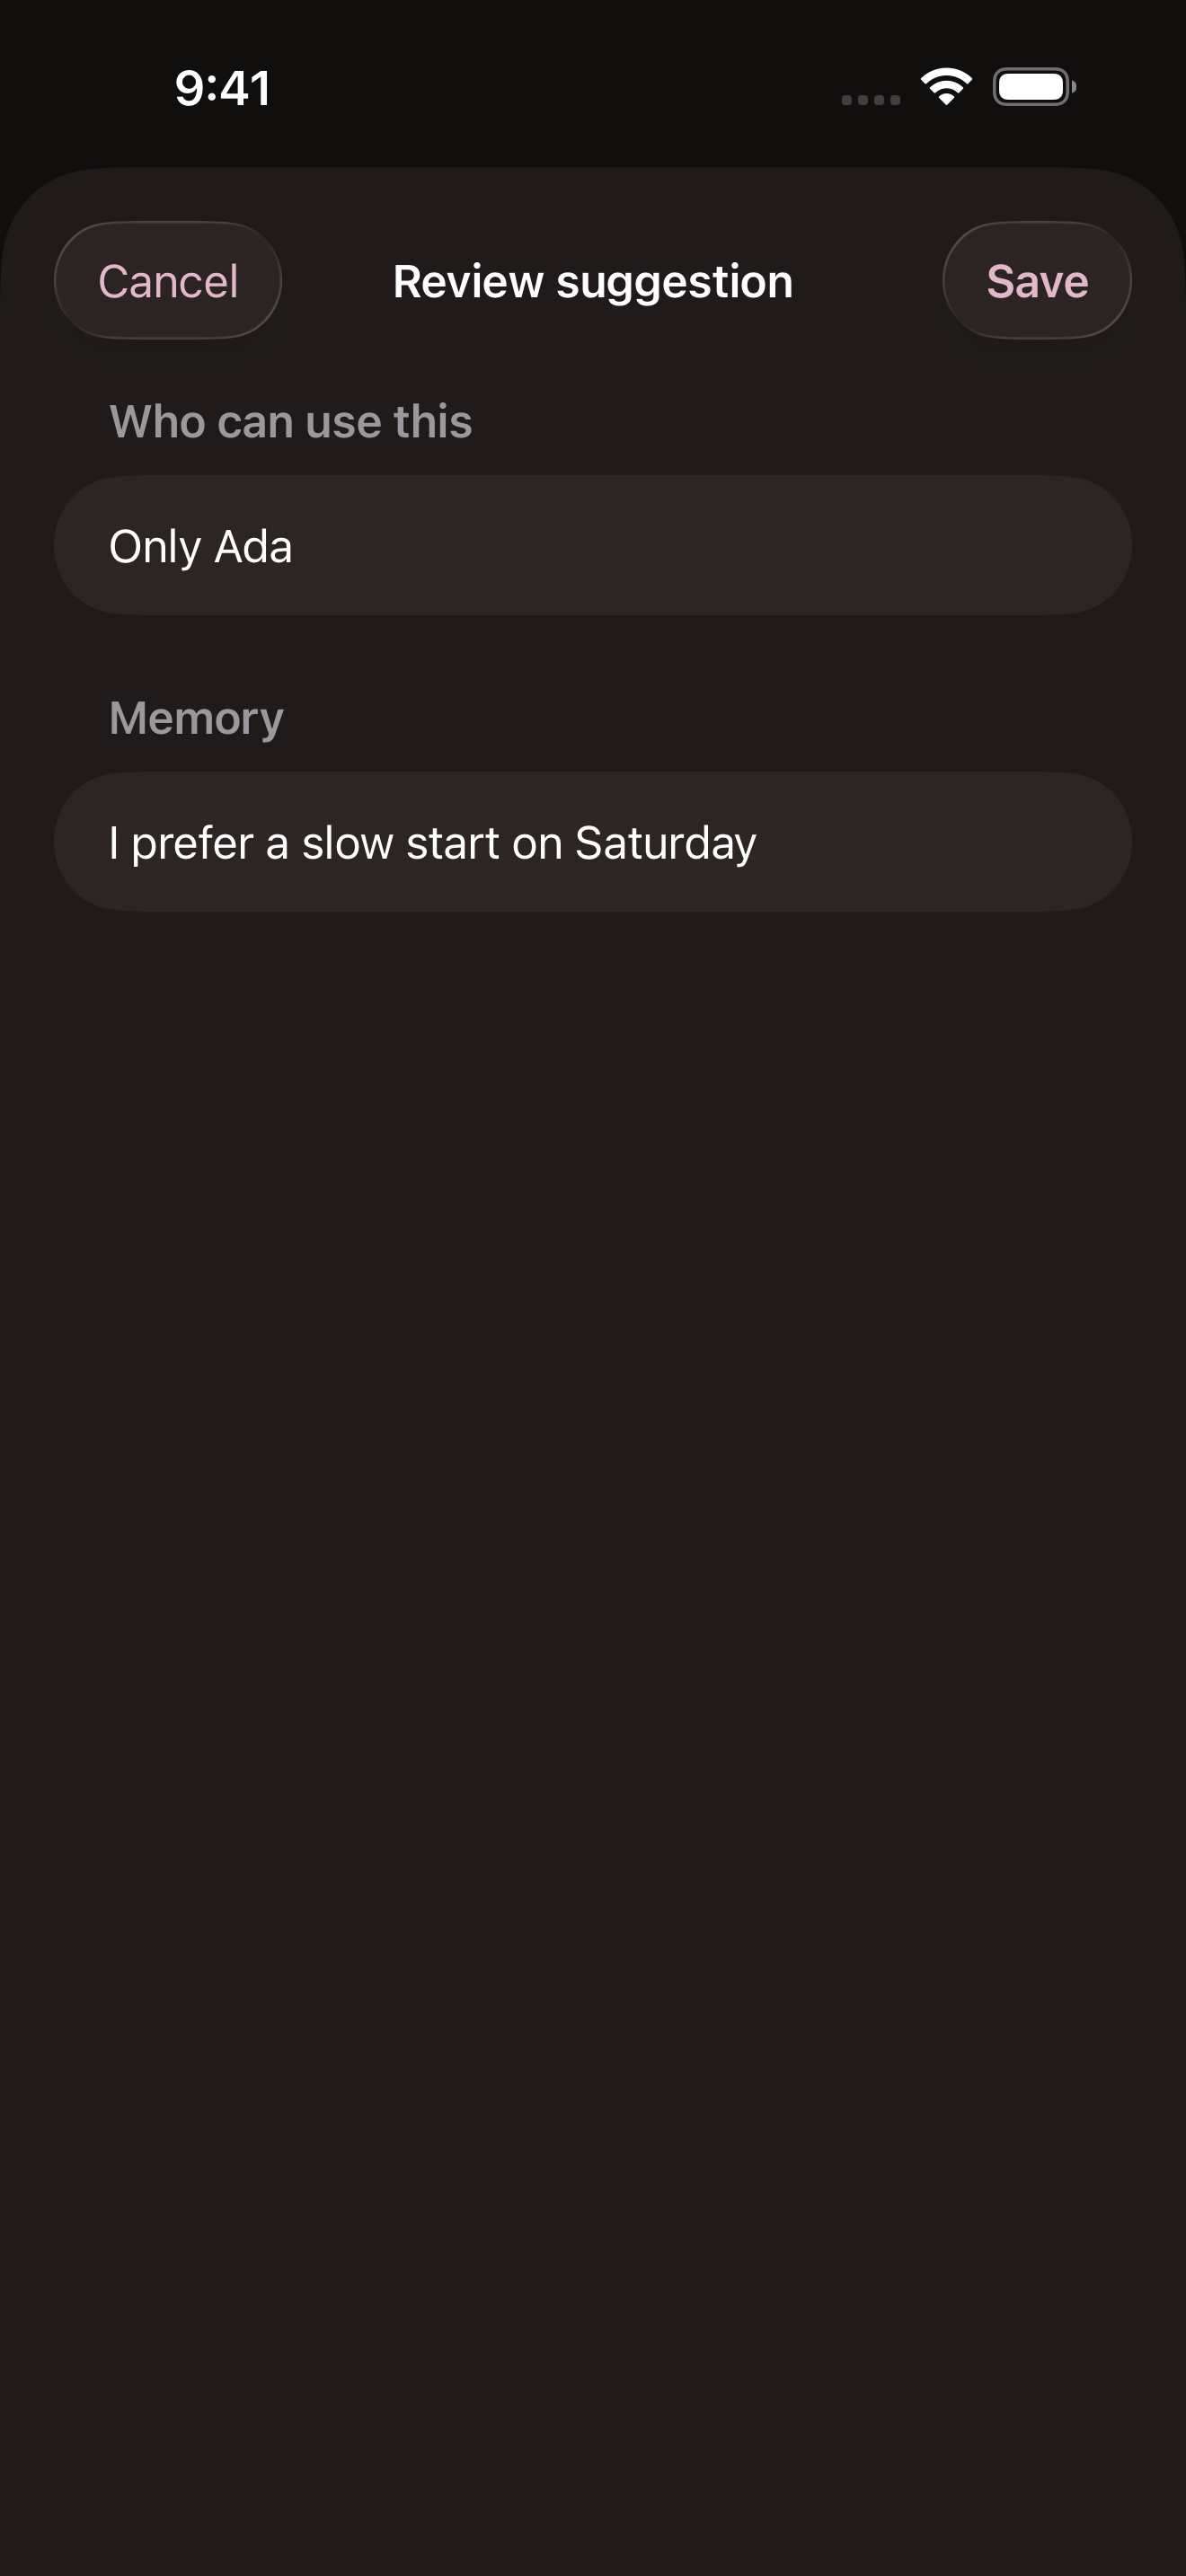 9:41
Cancel
Review suggestion
Save
Who can use this
Only Ada
Memory
I prefer a slow start on Saturday